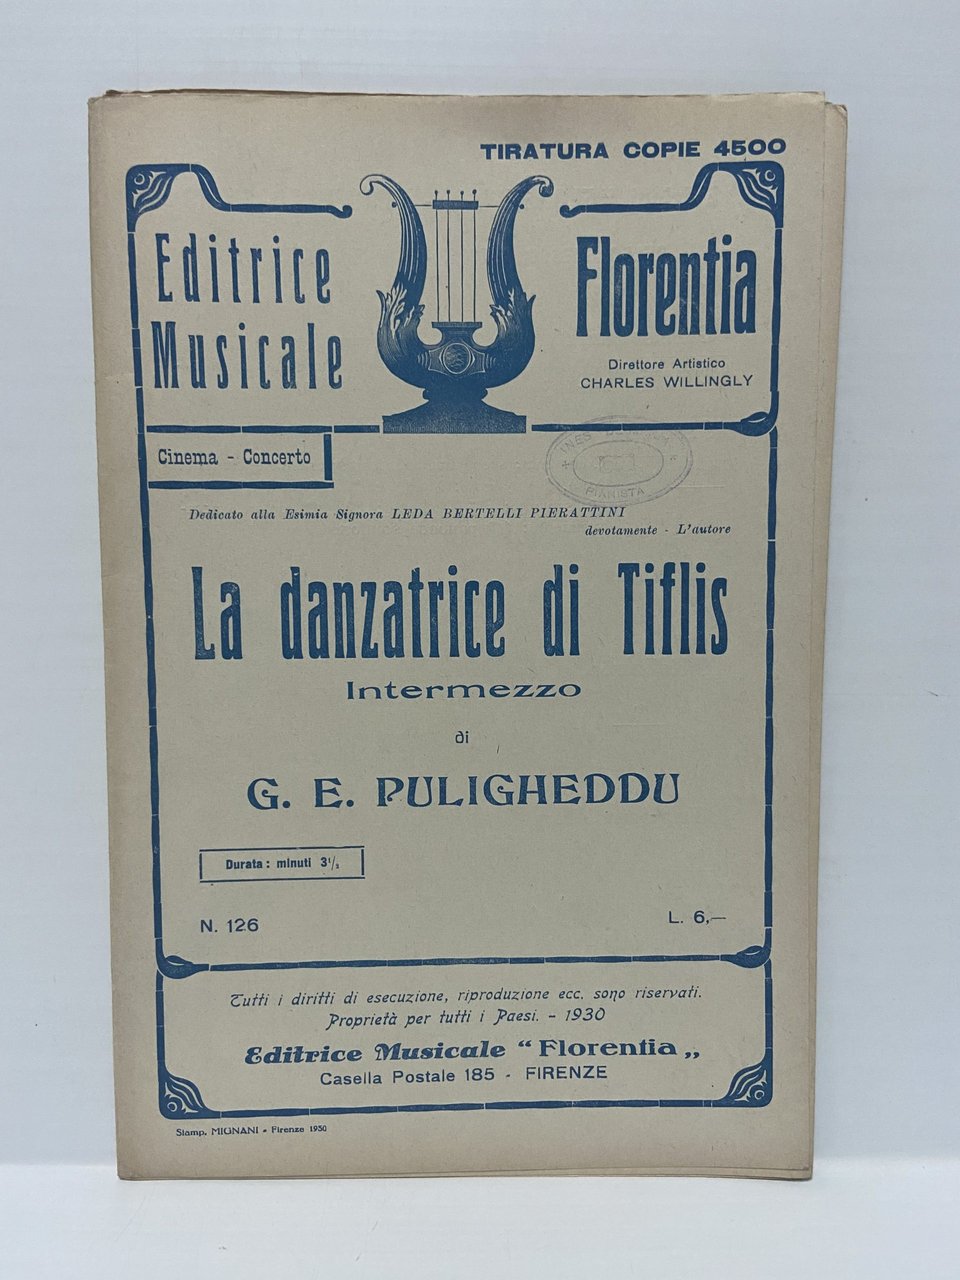 TIRATURA COPIE 4500
Editrice
Musicale
Florentia
Direttore Artistico
CHARLES WILLINGLY
Cinema - Concerto
INES
PIANISTA
Dedicato alla Esimia Signora LEDA BERTELLI PIERATTINI
devotamente - L'autore
La danzatrice di Tiflis
Intermezzo
di
G. E. PULIGHEDDU
Durata : minuti 3 1/2
N. 126
L. 6,—
Tutti i diritti di esecuzione, riproduzione ecc. sono riservati.
Proprietà per tutti i Paesi. - 1930
Editrice Musicale “ Florentia „
Casella Postale 185 - FIRENZE
Stamp. MIGNANI - Firenze 1930